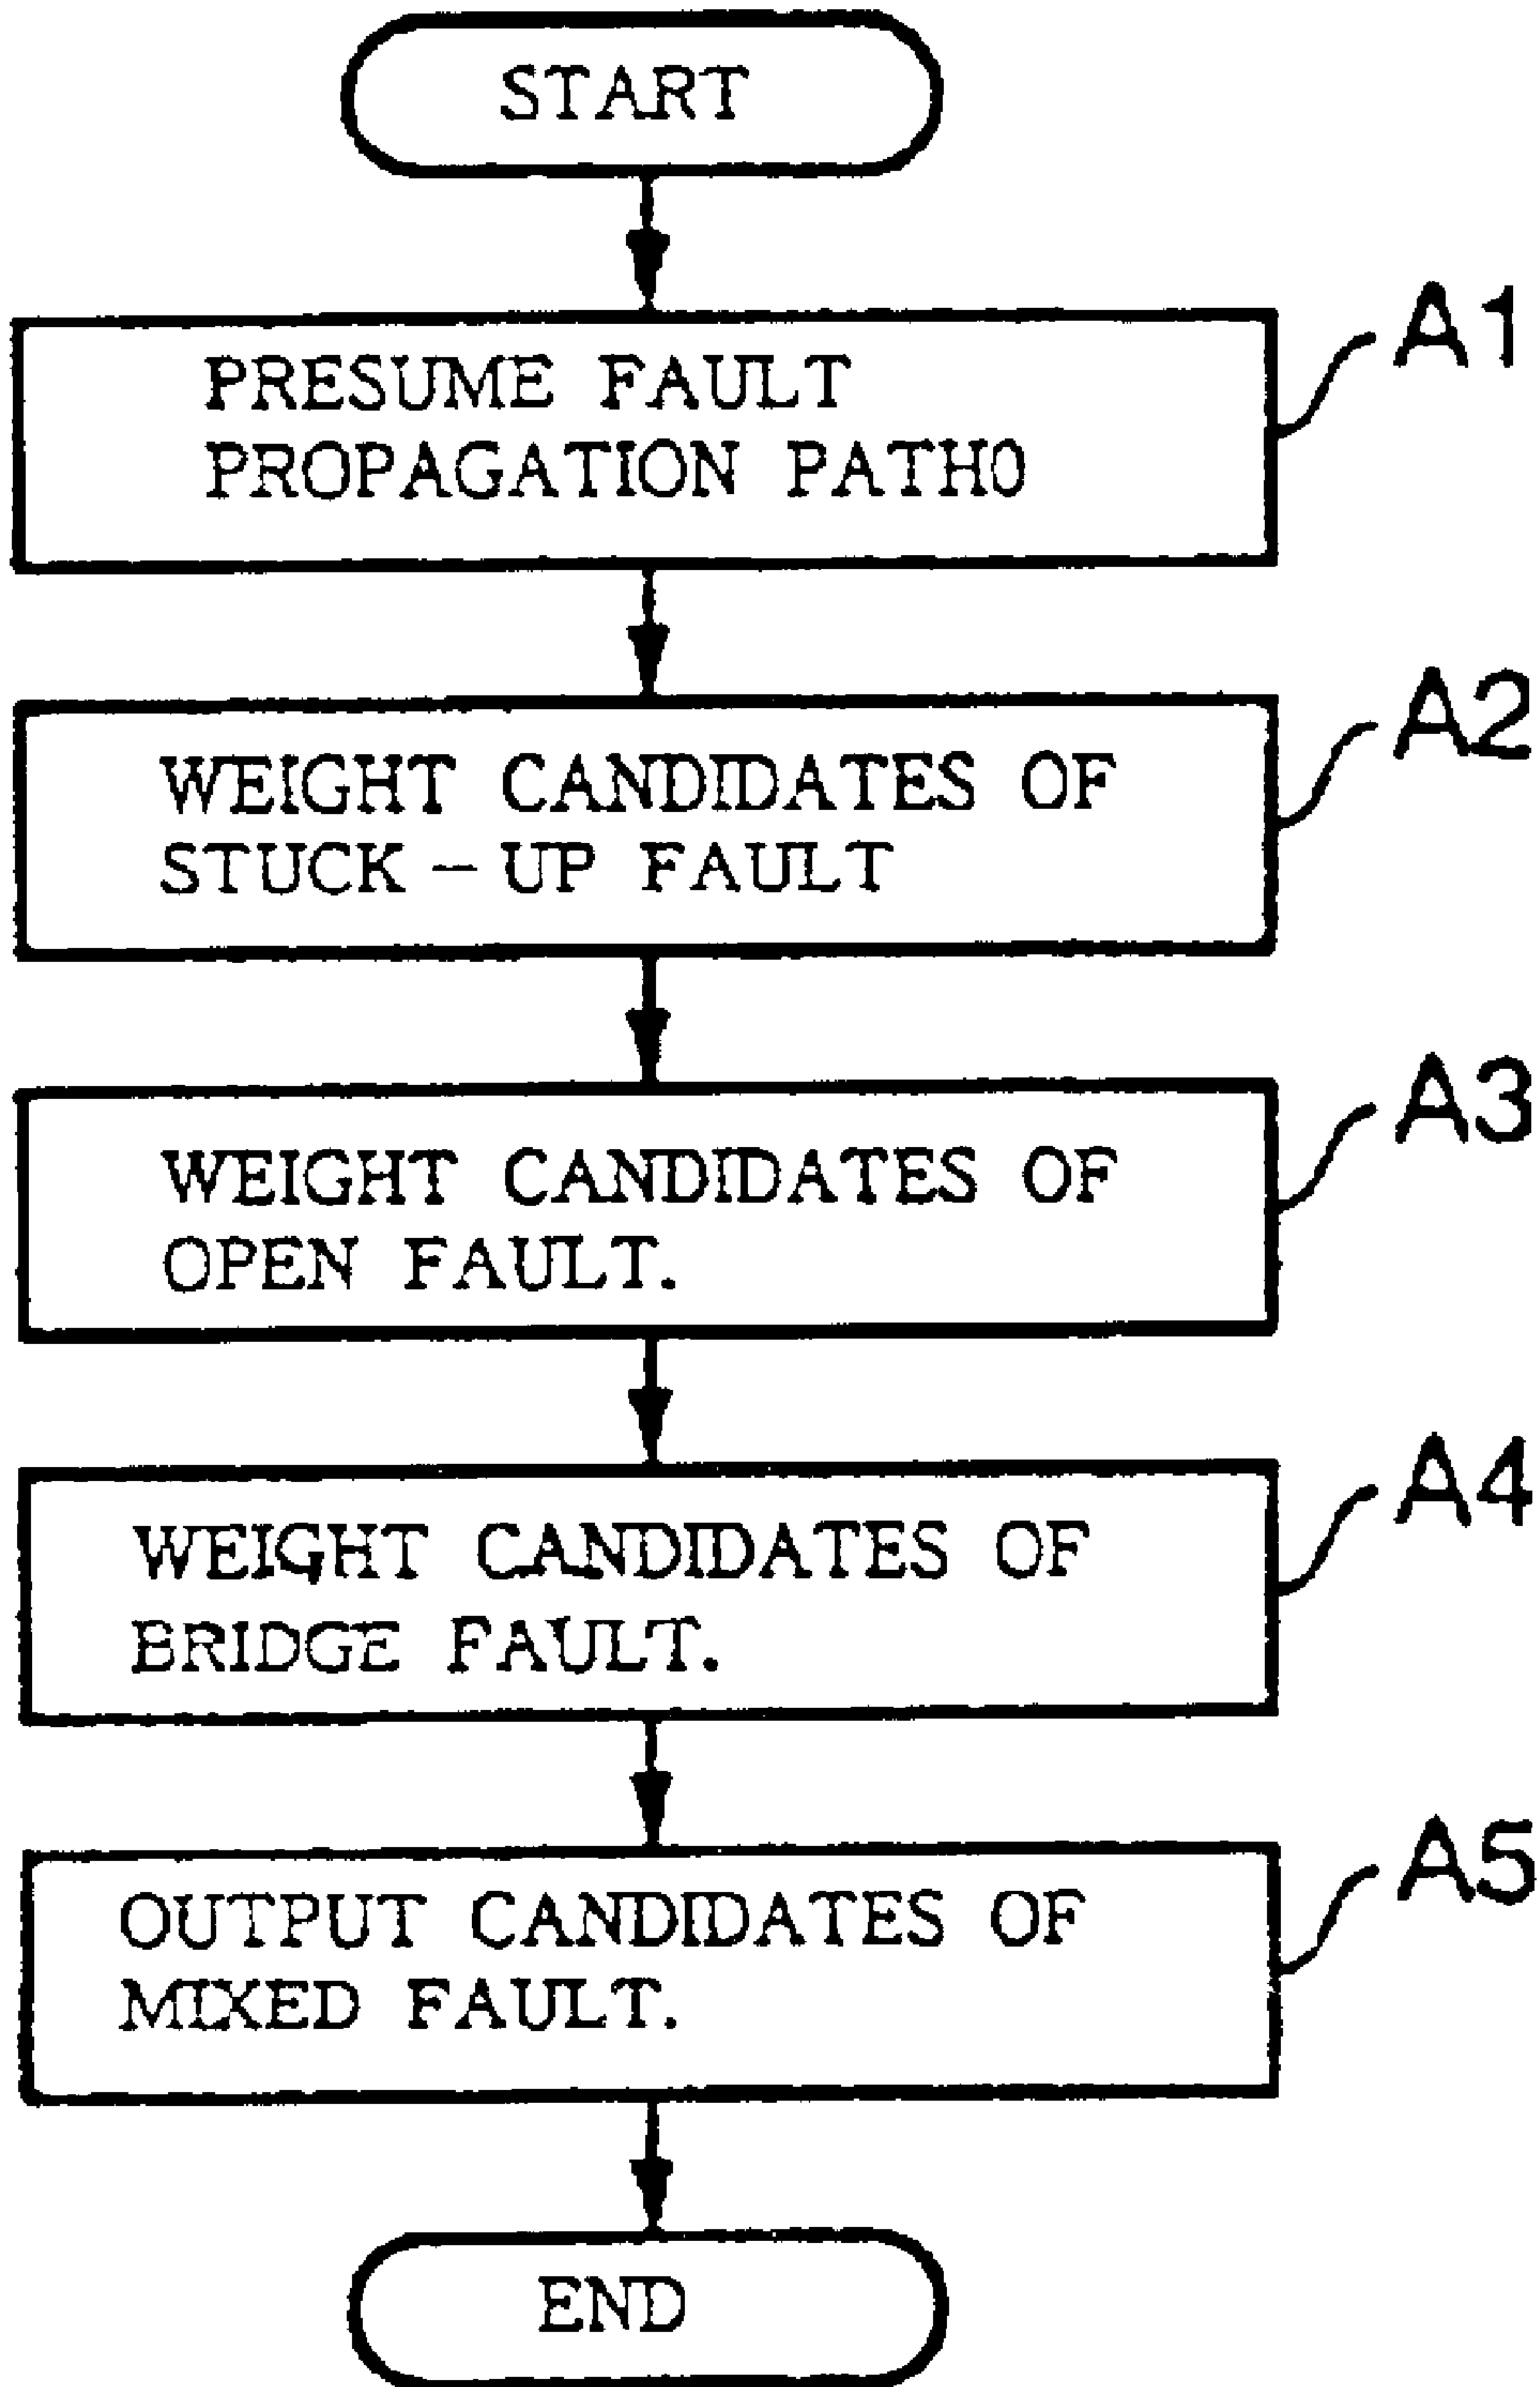 START
A1
PRESUME FAULT
PROPAGATION PATH0
A2
WEIGHT CANDIDATES OF
STUCK-UP FAULT
A3
WEIGHT CANDIDATES OF
OPEN FAULT.
A4
WEIGHT CANDIDATES OF
BRIDGE FAULT.
A5
OUTPUT CANDIDATES OF
MIXED FAULT.
END